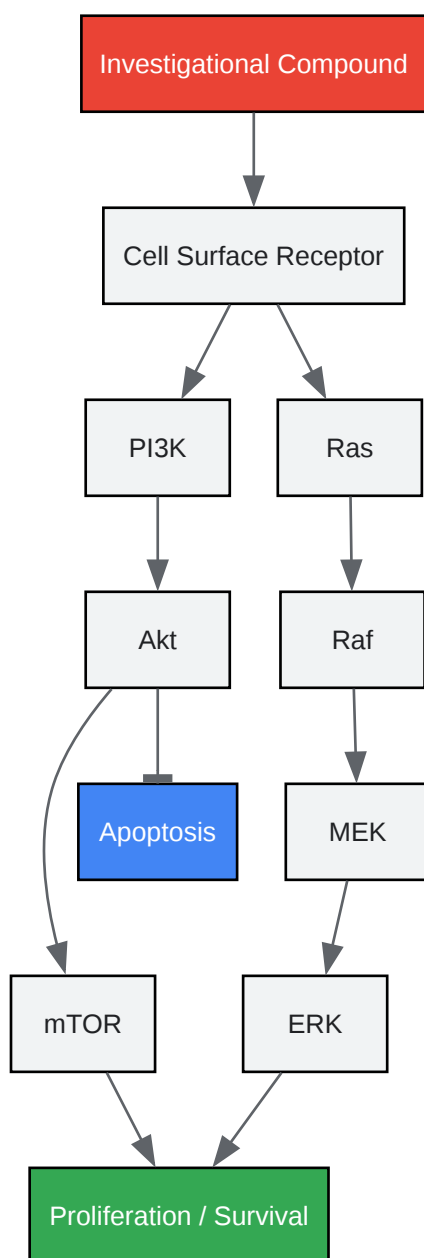 Investigational Compound
Cell Surface Receptor
PI3K
Ras
Akt
Raf
Apoptosis
MEK
mTOR
ERK
Proliferation / Survival